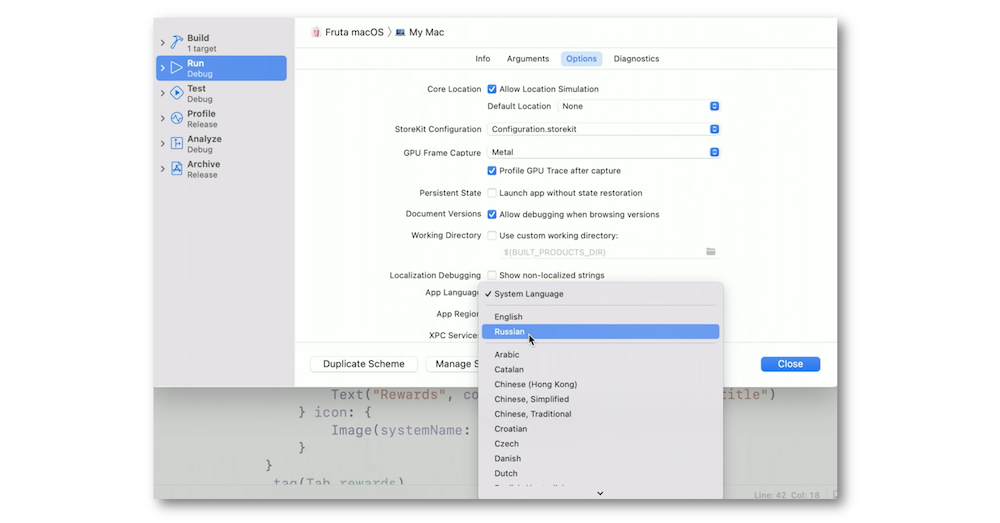 Fruta macOS 〉 My Mac
Build
1 target
Run
Debug
Test
Debug
Profile
Release
Analyze
Debug
Archive
Release
Info Arguments Options Diagnostics
Core Location Allow Location Simulation
Default Location None
StoreKit Configuration Configuration.storekit
GPU Frame Capture Metal
Profile GPU Trace after capture
Persistent State Launch app without state restoration
Document Versions Allow debugging when browsing versions
Working Directory Use custom working directory:
$(BUILT_PRODUCTS_DIR)
Localization Debugging Show non-localized strings
App Language
App Region
XPC Services
✓ System Language
English
Russian
Arabic
Catalan
Chinese (Hong Kong)
Chinese, Simplified
Chinese, Traditional
Croatian
Czech
Danish
Dutch
Duplicate Scheme Manage S Close
Text("Rewards", co title")
} icon: {
Image(systemName:
}
}
.tag(Tab.rewards)
Line: 42 Col: 18